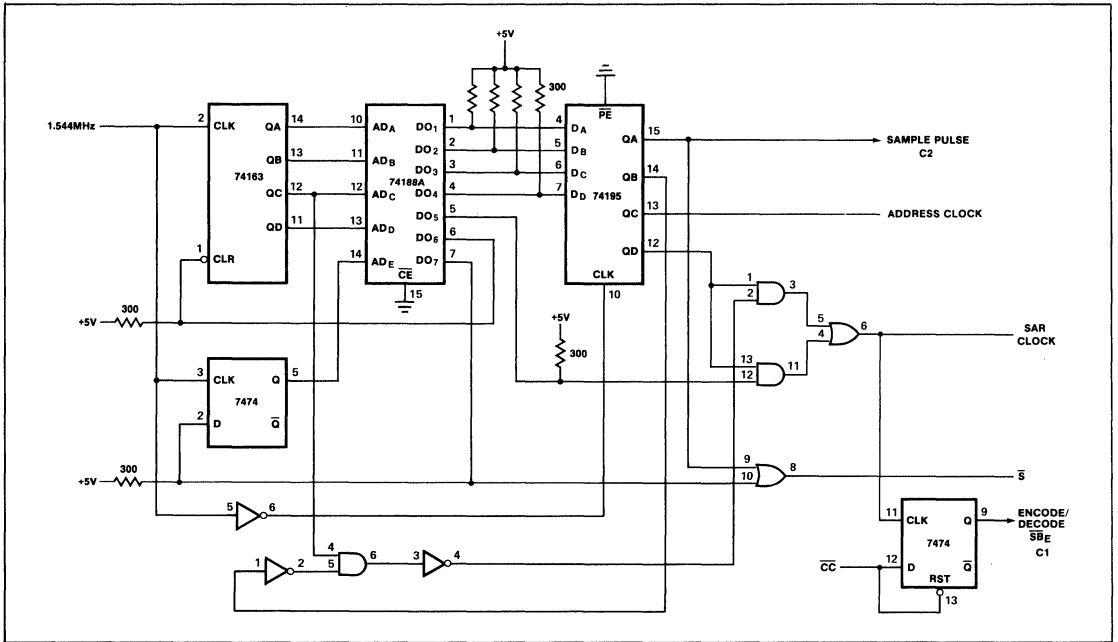 +5V
300
1.544MHz
2 CLK QA 14
QB 13
74163
QC 12
QD 11
1 CLR
10 ADA DO1 1
11 ADB DO2 2
DO3 3
74188A
12 ADC DO4 4
13 ADD DO5 5
DO6 6
14 ADE DO7 7
CE
15
PE
4 DA QA 15
5 DB QB 14
6 DC
74195
7 DD QC 13
QD 12
CLK
10
SAMPLE PULSE
C2
ADDRESS CLOCK
1
2
3
5
4
6
SAR
CLOCK
13
12
11
+5V
300
+5V
300
3 CLK Q 5
7474
2 D Q
+5V
300
9
10
8
S
5
6
1
2
4
5
6
3
4
11 CLK Q 9
7474
12 D Q
RST
13
CC
ENCODE/
DECODE
SBE
C1